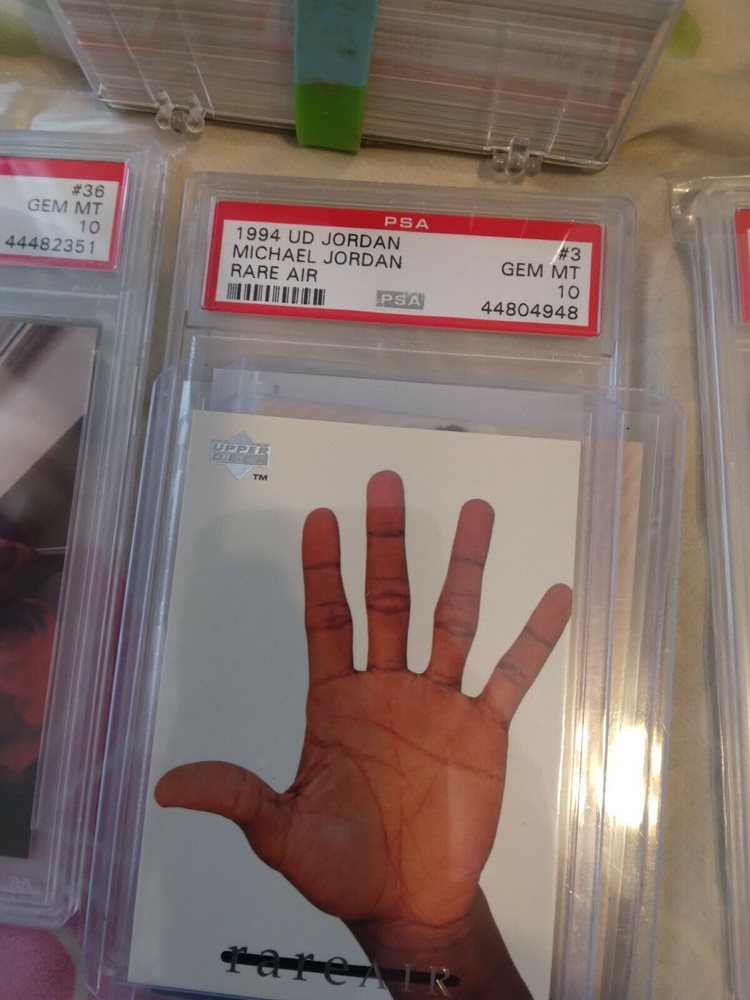 #36
GEM MT
10
44482351
PSA
1994 UD JORDAN #3
MICHAEL JORDAN GEM MT
RARE AIR 10
PSA 44804948
UPPER
DECK
TM
rareAIR